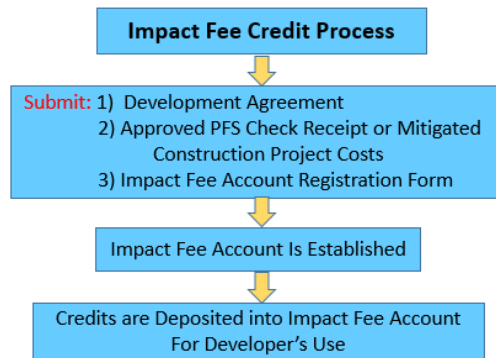 Impact Fee Credit Process
Submit: 1) Development Agreement
2) Approved PFS Check Receipt or Mitigated
Construction Project Costs
3) Impact Fee Account Registration Form
Impact Fee Account Is Established
Credits are Deposited into Impact Fee Account
For Developer's Use